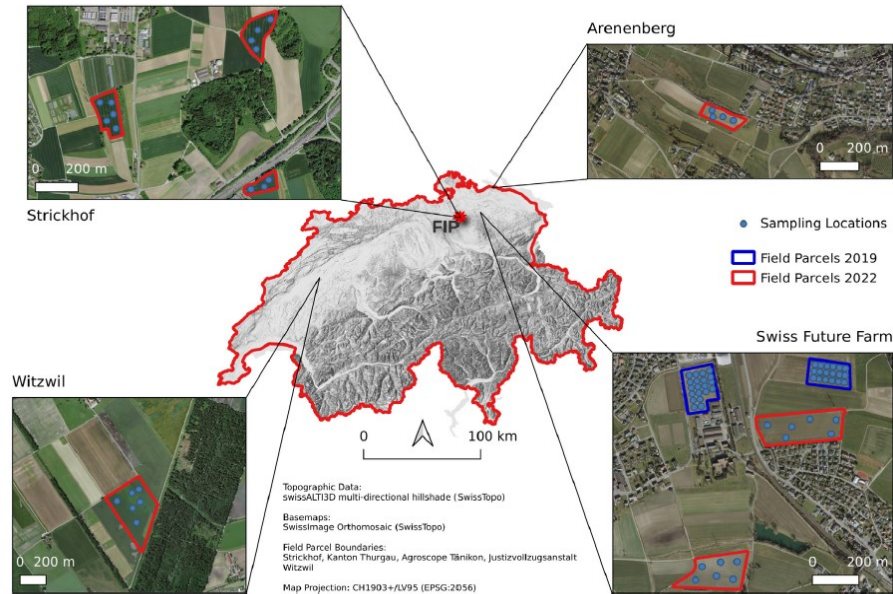 Arenenberg
200 m
Strickhof
200 m
FIP
Sampling Locations
Field Parcels 2019
Field Parcels 2022
Swiss Future Farm
200 m
Witzwil
200 m
0 100 km
Topographic Data:
swissALTI3D multi-directional hillshade (SwissTopo)
Basemaps:
SwissImage Orthomosaic (SwissTopo)
Field Parcel Boundaries:
Strickhof, Kanton Thurgau, Agroscope Tänikon, Justizvollzugsanstalt
Witzwil
Map Projection: CH1903+/LV95 (EPSG:2056)
0
0
0
0